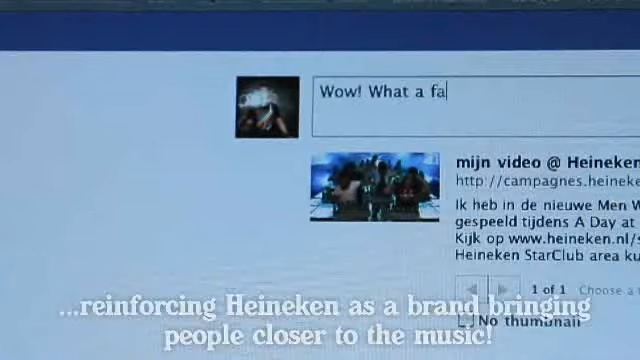 Wow! What a fa
mijn video @ Heineken
http://campagnes.heineke
Ik heb in de nieuwe Men W
gespeeld tijdens A Day at
Kijk op www.heineken.nl/s
Heineken StarClub area ku
1 of 1 Choose a
No thumbnail
...reinforcing Heineken as a brand bringing
people closer to the music!